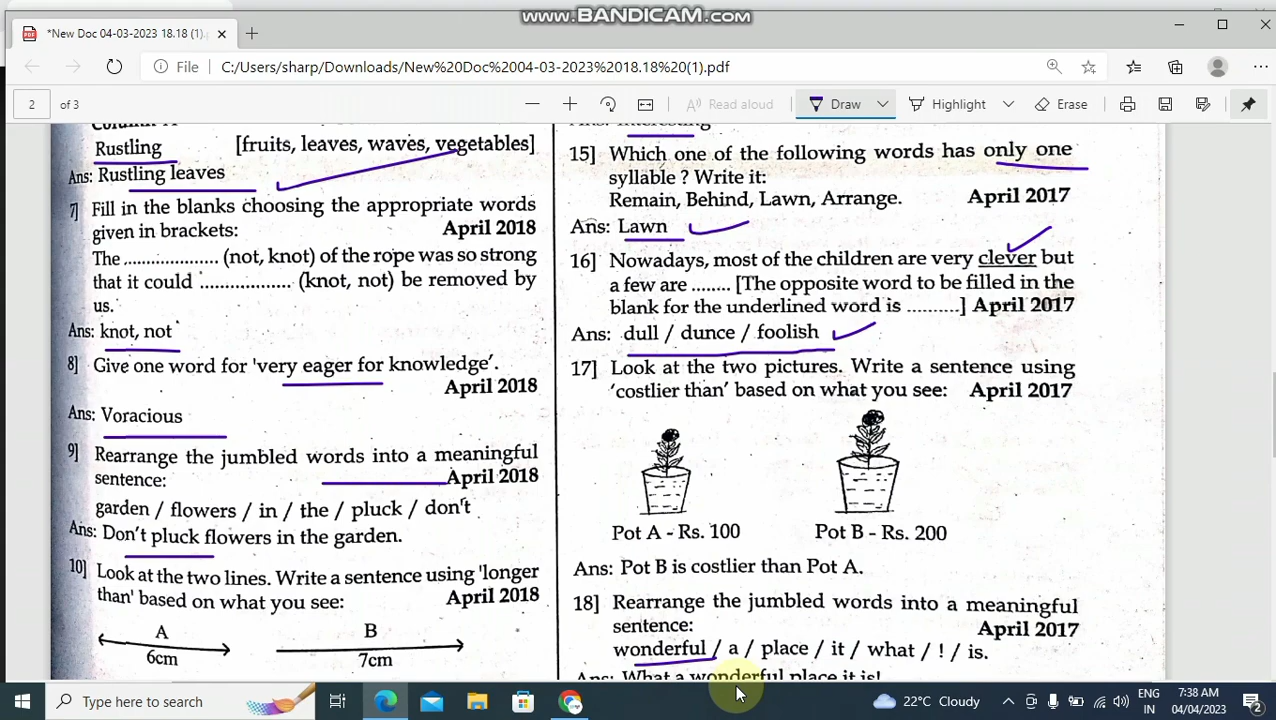 www.BANDICAM.com
*New Doc 04-03-2023 18.18 (1).p
File
C:/Users/sharp/Downloads/New%20Doc%2004-03-2023%2018.18%20(1).pdf
2 of 3
Read aloud
Draw
Highlight
Erase
Rustling [fruits, leaves, waves, vegetables]
Ans: Rustling leaves
7] Fill in the blanks choosing the appropriate words
given in brackets: April 2018
The ..................... (not, knot) of the rope was so strong
that it could .................... (knot, not) be removed by
us.
Ans: knot, not
8] Give one word for 'very eager for knowledge'.
April 2018
Ans: Voracious
9] Rearrange the jumbled words into a meaningful
sentence: April 2018
garden / flowers / in / the / pluck / don't
Ans: Don't pluck flowers in the garden.
10] Look at the two lines. Write a sentence using 'longer
than' based on what you see: April 2018
A B
6cm 7cm
Ans: Interesting
15] Which one of the following words has only one
syllable ? Write it:
Remain, Behind, Lawn, Arrange. April 2017
Ans: Lawn
16] Nowadays, most of the children are very clever but
a few are ........ [The opposite word to be filled in the
blank for the underlined word is ..........] April 2017
Ans: dull / dunce / foolish
17] Look at the two pictures. Write a sentence using
'costlier than' based on what you see: April 2017
Pot A - Rs. 100 Pot B - Rs. 200
Ans: Pot B is costlier than Pot A.
18] Rearrange the jumbled words into a meaningful
sentence: April 2017
wonderful / a / place / it / what / ! / is.
Ans: What a wonderful place it is!
Type here to search
22°C Cloudy
ENG
IN
7:38 AM
04/04/2023
2